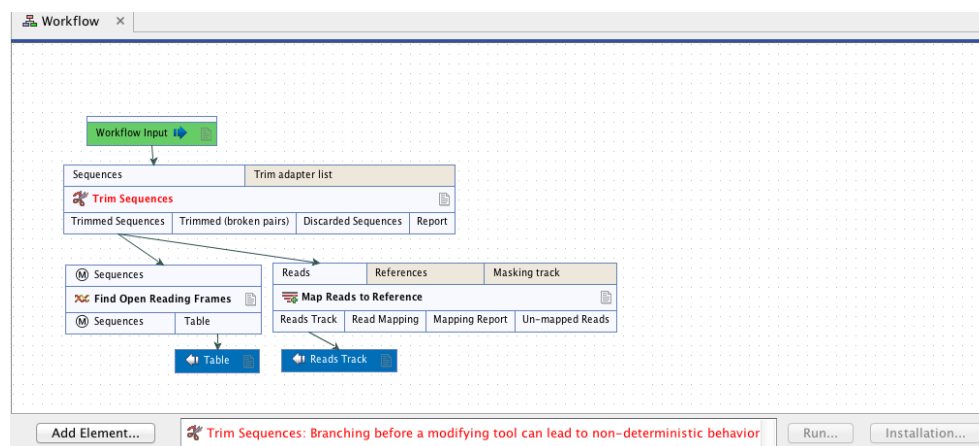 Workflow ×
Workflow Input
Sequences Trim adapter list
Trim Sequences
Trimmed Sequences Trimmed (broken pairs) Discarded Sequences Report
M Sequences
Find Open Reading Frames
M Sequences Table
Table
Reads References Masking track
Map Reads to Reference
Reads Track Read Mapping Mapping Report Un-mapped Reads
Reads Track
Add Element... Trim Sequences: Branching before a modifying tool can lead to non-deterministic behavior Run... Installation...